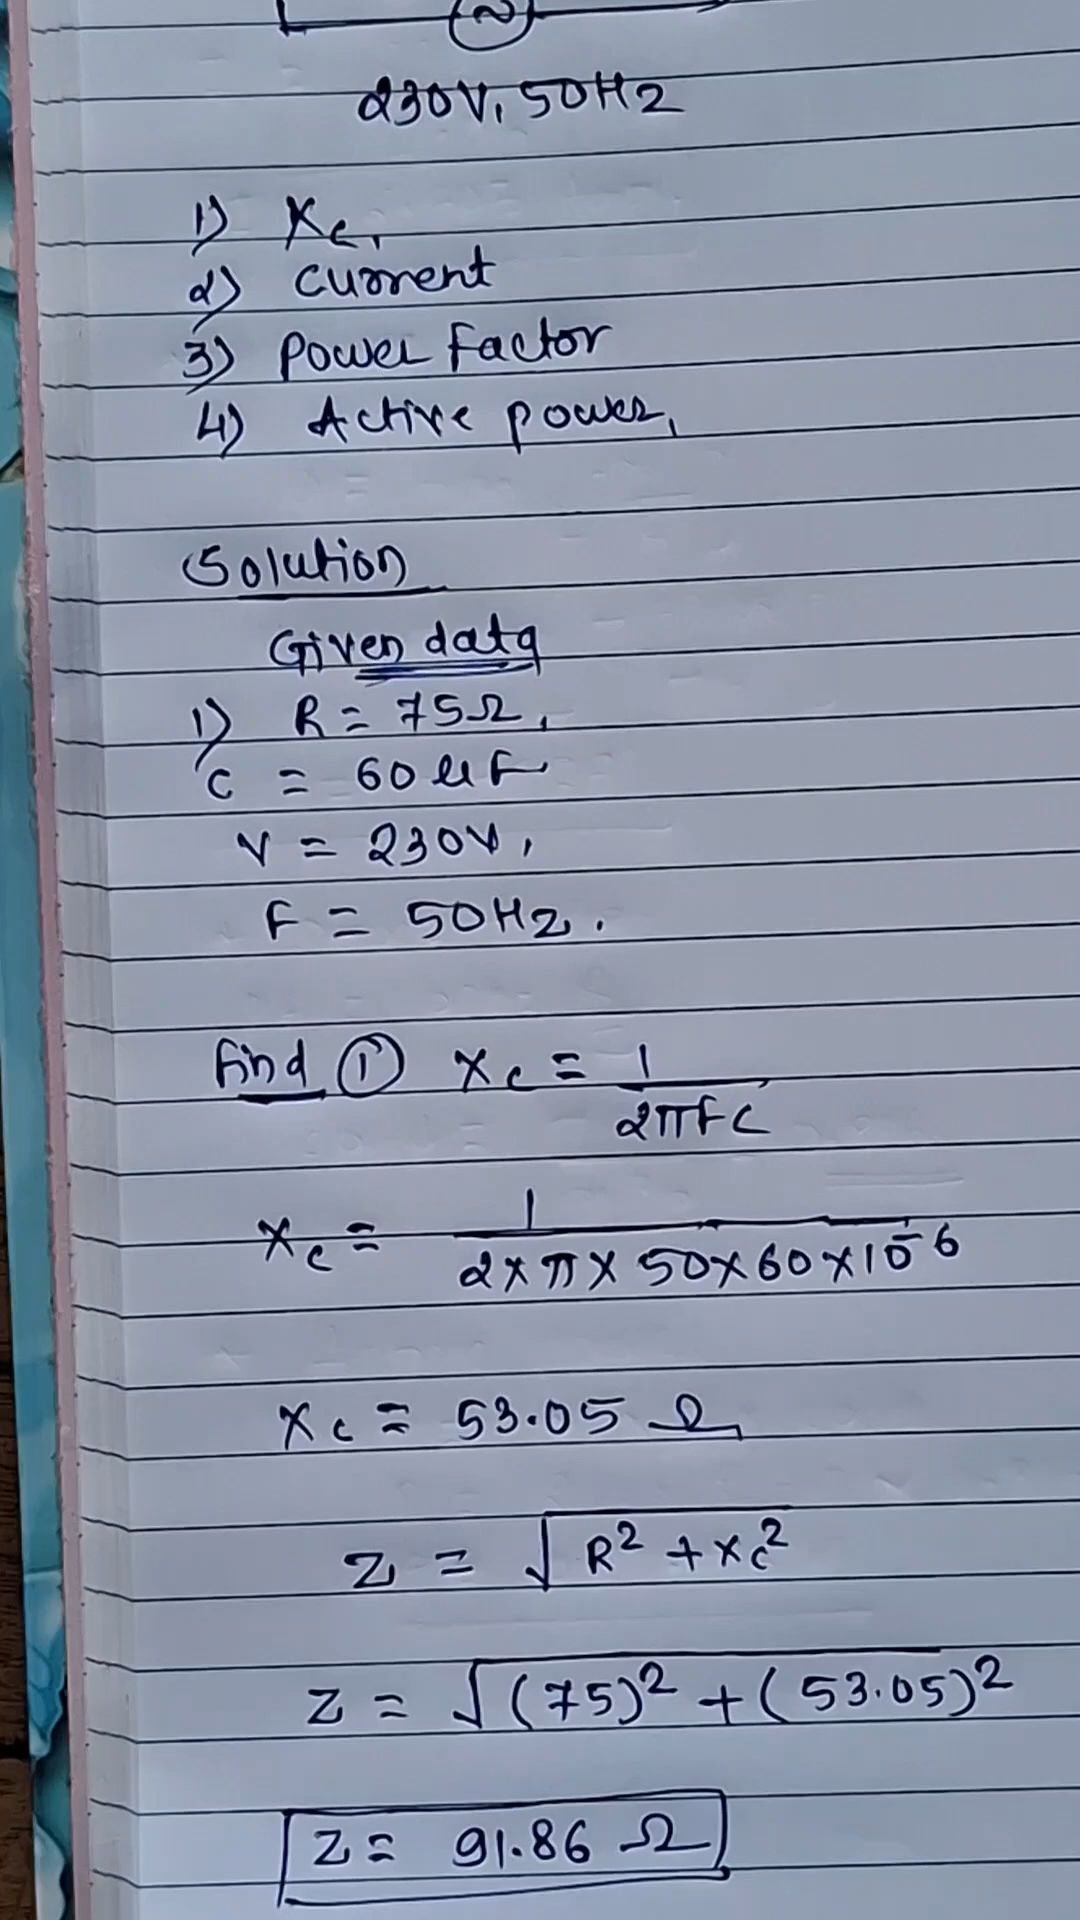 ~
230V, 50Hz
1) Xc,
2) current
3) Power factor
4) Active power,
Solution
Given data
1) R = 75Ω,
C = 60 μF
V = 230V,
F = 50Hz.
find ① Xc = 1
2πFC
Xc = 1
2×π×50×60×10⁻⁶
Xc = 53.05 Ω
Z = √R² + Xc²
Z = √(75)² + (53.05)²
Z = 91.86 Ω